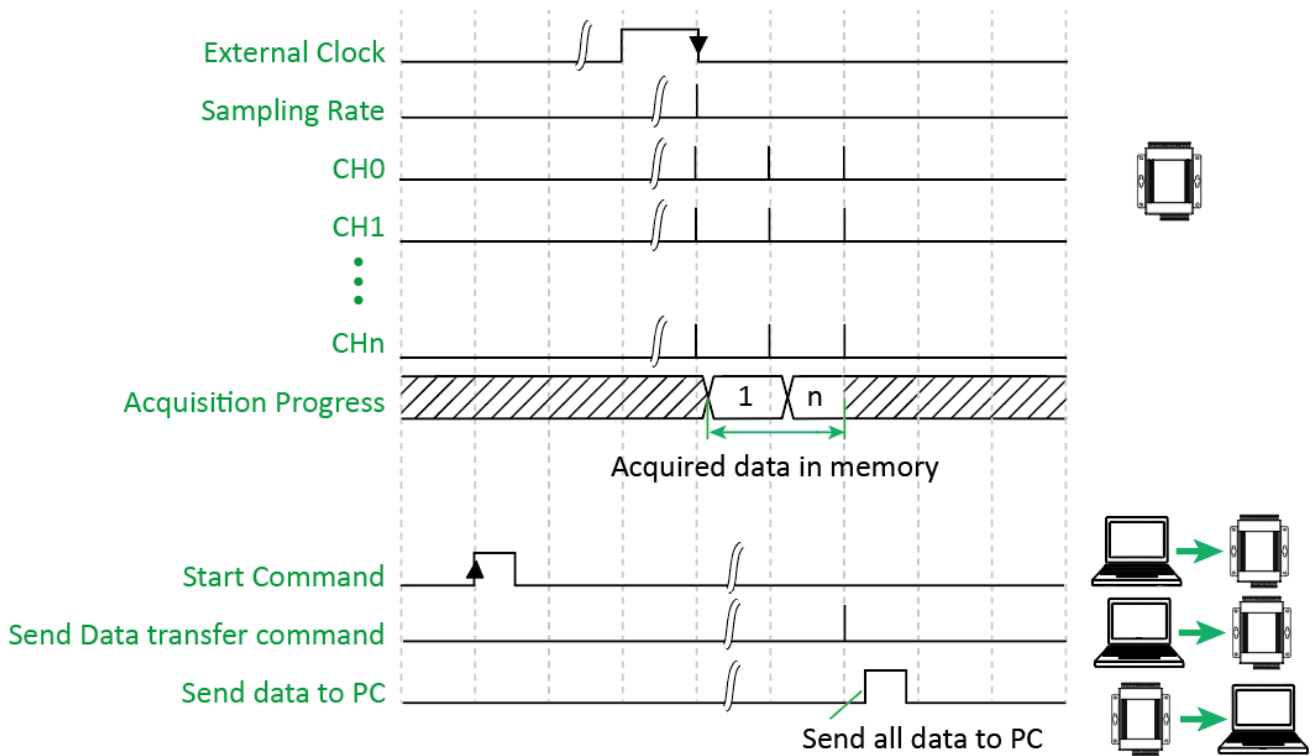 External Clock
Sampling Rate
CH0
CH1
CHn
Acquisition Progress
1
n
Acquired data in memory
Start Command
Send Data transfer command
Send data to PC
Send all data to PC